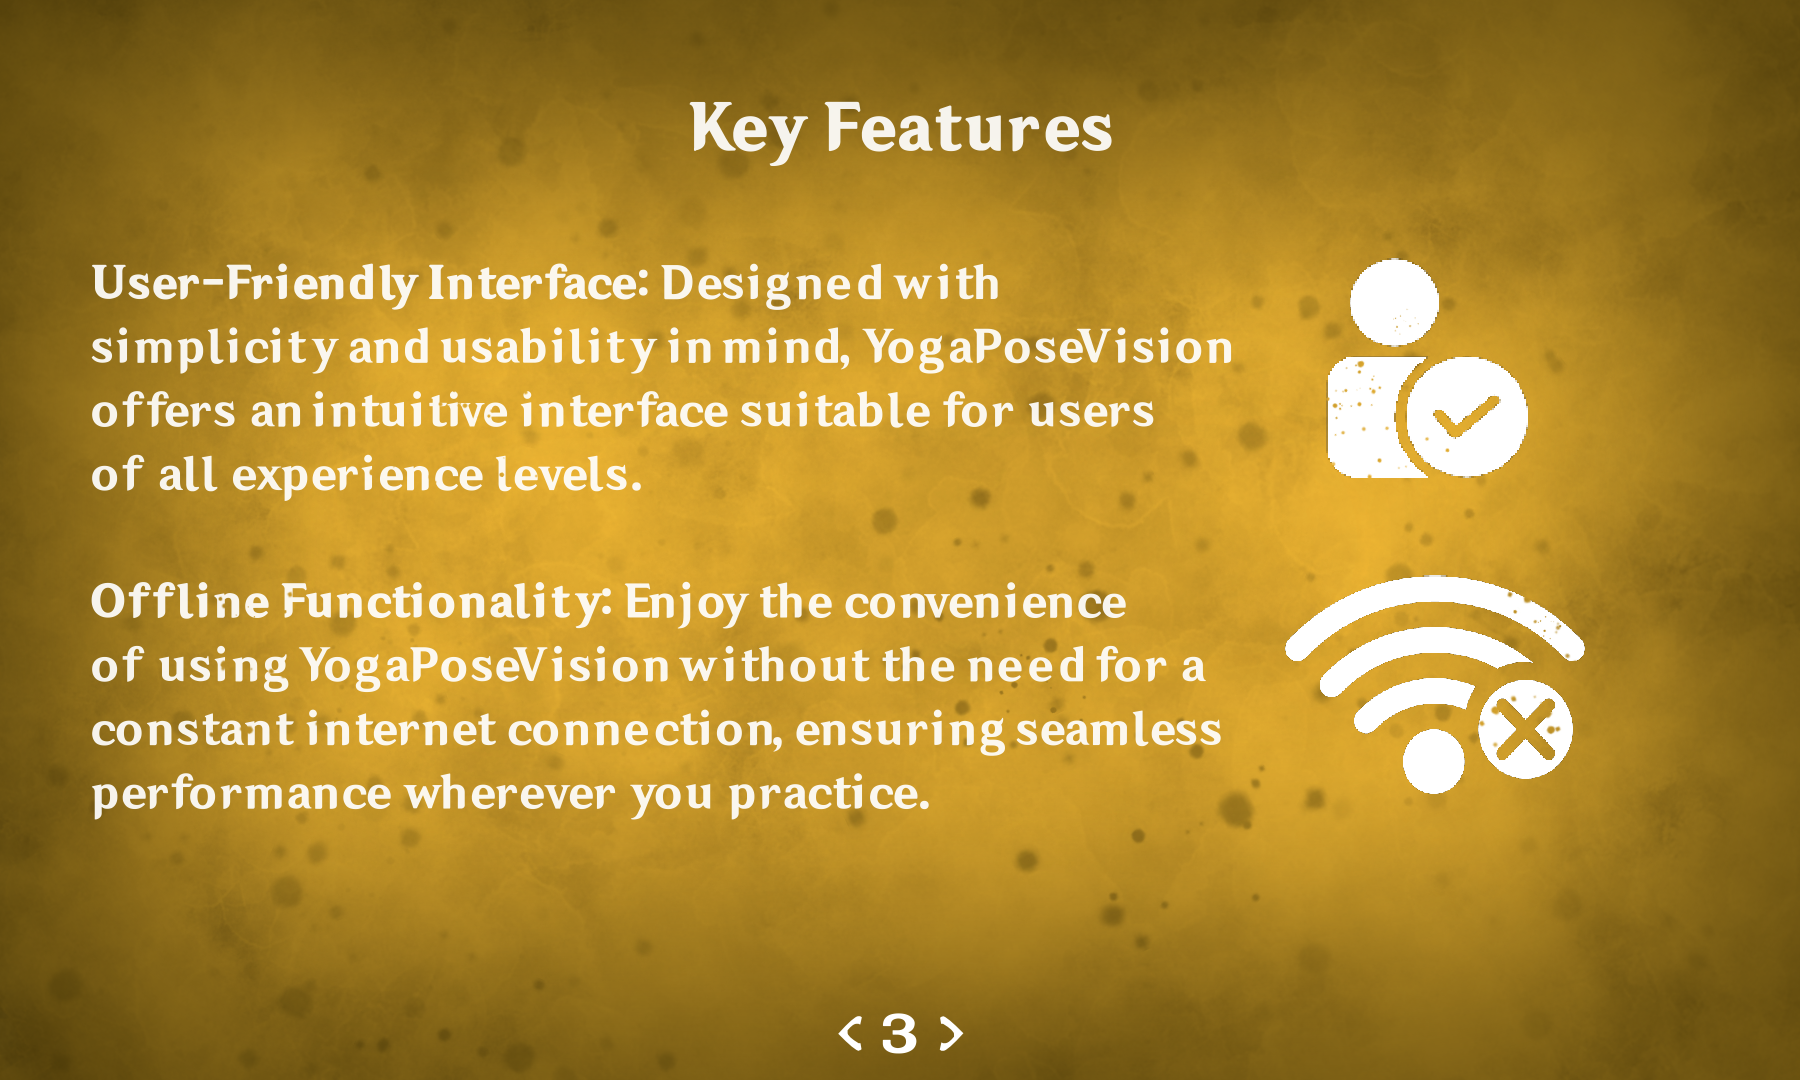 Key Features
User-Friendly Interface: Designed with
simplicity and usability in mind, YogaPoseVision
offers an intuitive interface suitable for users
of all experience levels.
Offline Functionality: Enjoy the convenience
of using YogaPoseVision without the need for a
constant internet connection, ensuring seamless
performance wherever you practice.
< 3 >